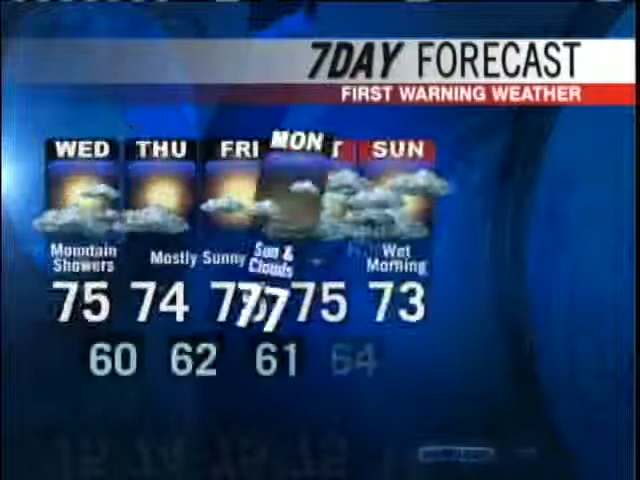 7DAY FORECAST
FIRST WARNING WEATHER
WED THU FRI MON SUN
Mountain Showers
Mostly Sunny
Sun & Clouds
Wet Morning
75 74 77 75 73
60 62 61 64